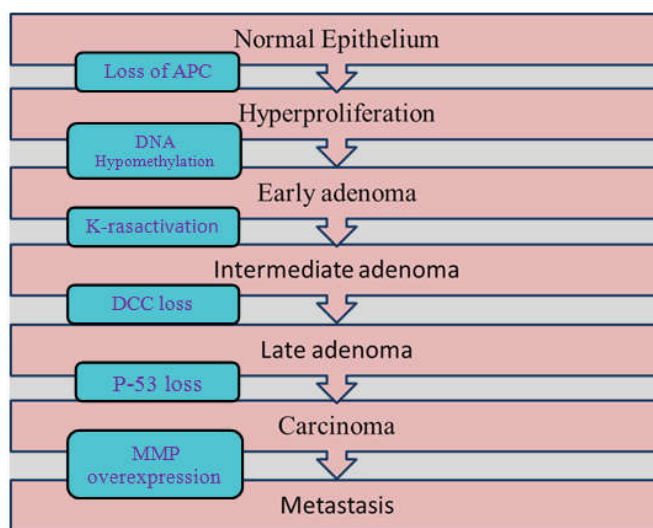 Normal Epithelium
Loss of APC
Hyperproliferation
DNA
Hypomethylation
Early adenoma
K-rasactivation
Intermediate adenoma
DCC loss
Late adenoma
P-53 loss
Carcinoma
MMP
overexpression
Metastasis